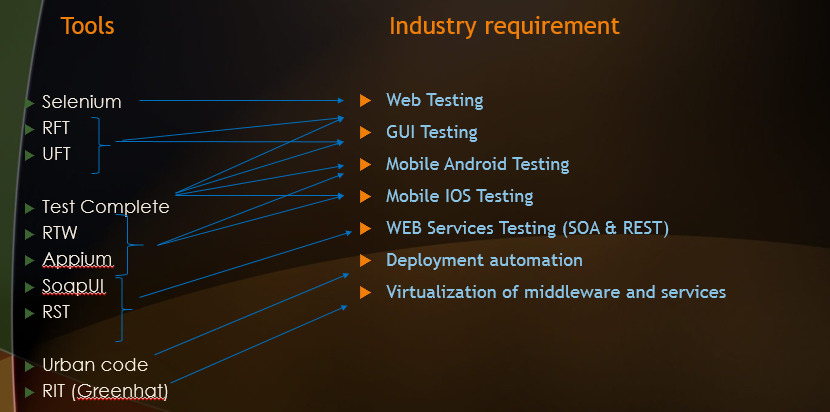 Tools
Industry requirement
Selenium
RFT
UFT
Test Complete
RTW
Appium
SoapUI
RST
Urban code
RIT (Greenhat)
Web Testing
GUI Testing
Mobile Android Testing
Mobile IOS Testing
WEB Services Testing (SOA & REST)
Deployment automation
Virtualization of middleware and services